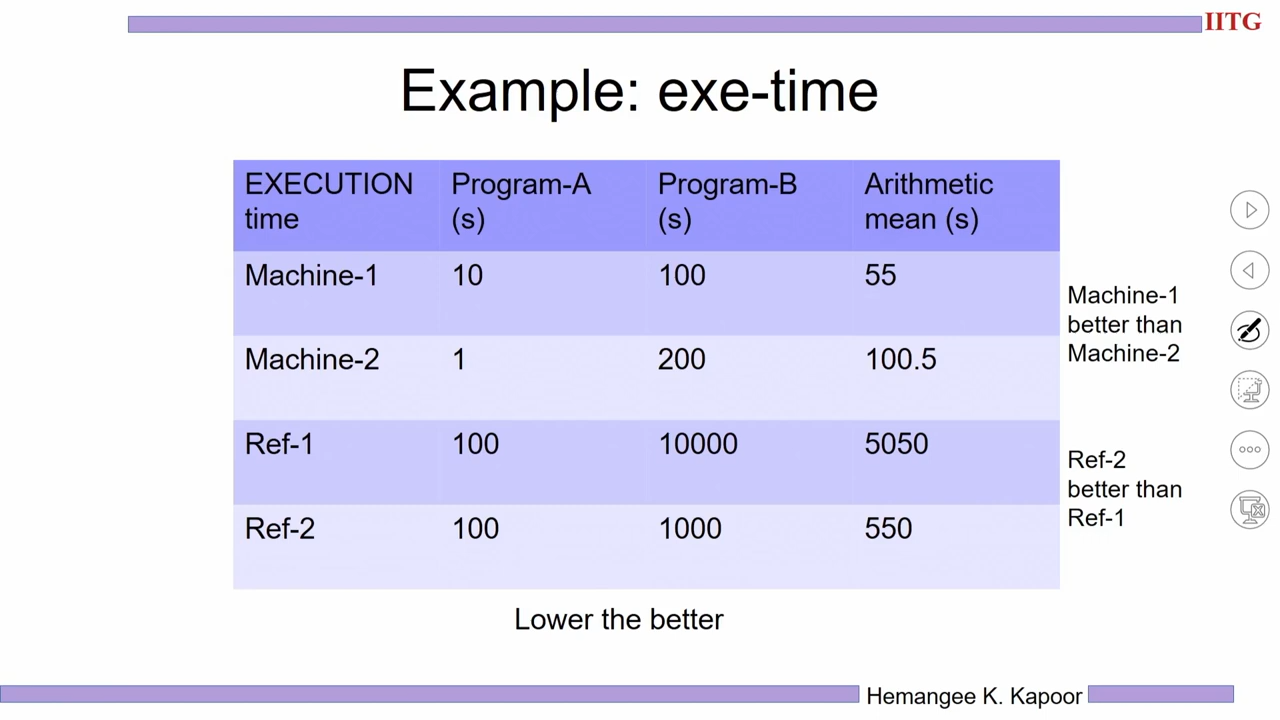 IITG
Example: exe-time
EXECUTION time Program-A (s) Program-B (s) Arithmetic mean (s)
Machine-1 10 100 55
Machine-2 1 200 100.5
Ref-1 100 10000 5050
Ref-2 100 1000 550
Machine-1
better than
Machine-2
Ref-2
better than
Ref-1
Lower the better
Hemangee K. Kapoor